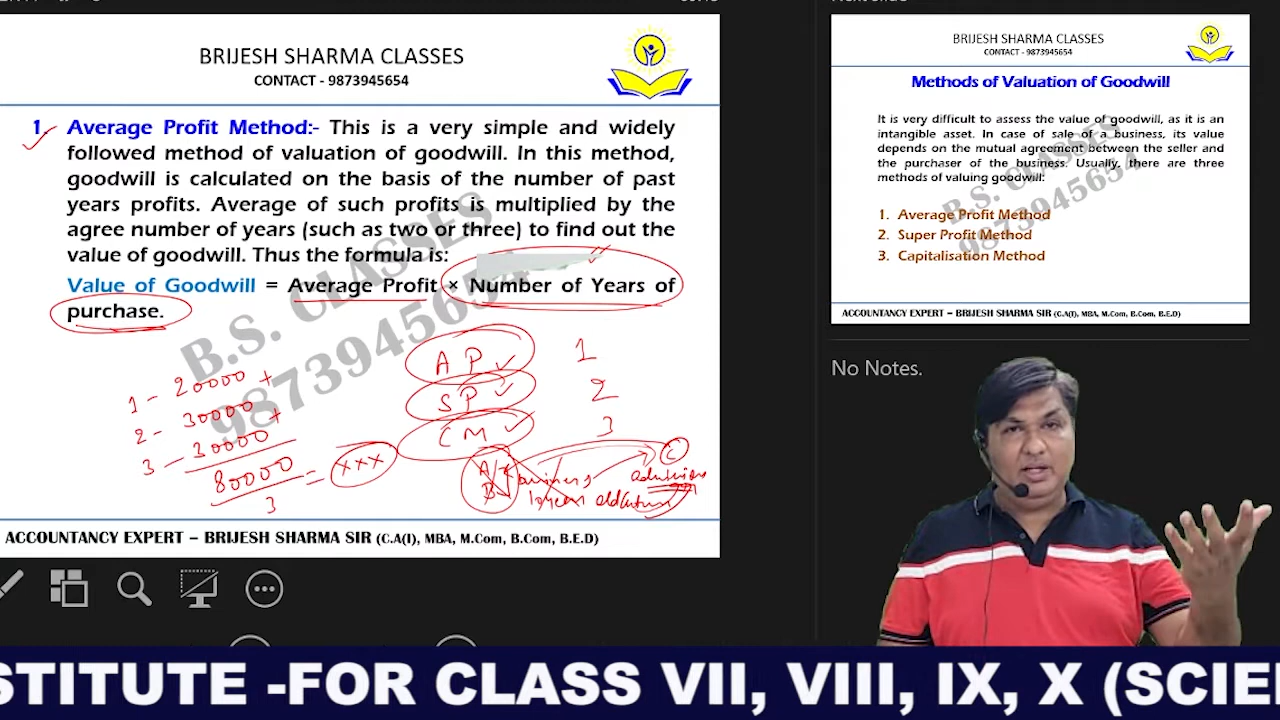 Next slide
BRIJESH SHARMA CLASSES
CONTACT - 9873945654
1. Average Profit Method:- This is a very simple and widely
followed method of valuation of goodwill. In this method,
goodwill is calculated on the basis of the number of past
years profits. Average of such profits is multiplied by the
agree number of years (such as two or three) to find out the
value of goodwill. Thus the formula is:
Value of Goodwill = Average Profit × Number of Years of
purchase.
B.S. CLASSES
9873945654
1 - 20000 +
2 - 30000 +
3 - 30000
80000
3
= xxx
A P 1
S P 2
C M 3
A
B
C
ACCOUNTANCY EXPERT – BRIJESH SHARMA SIR (C.A(I), MBA, M.Com, B.Com, B.E.D)
BRIJESH SHARMA CLASSES
CONTACT - 9873945654
Methods of Valuation of Goodwill
It is very difficult to assess the value of goodwill, as it is an
intangible asset. In case of sale of a business, its value
depends on the mutual agreement between the seller and
the purchaser of the business. Usually, there are three
methods of valuing goodwill:
1. Average Profit Method
2. Super Profit Method
3. Capitalisation Method
B.S. CLASSES
9873945654
ACCOUNTANCY EXPERT – BRIJESH SHARMA SIR (C.A(I), MBA, M.Com, B.Com, B.E.D)
No Notes.
STITUTE -FOR CLASS VII, VIII, IX, X (SCIE